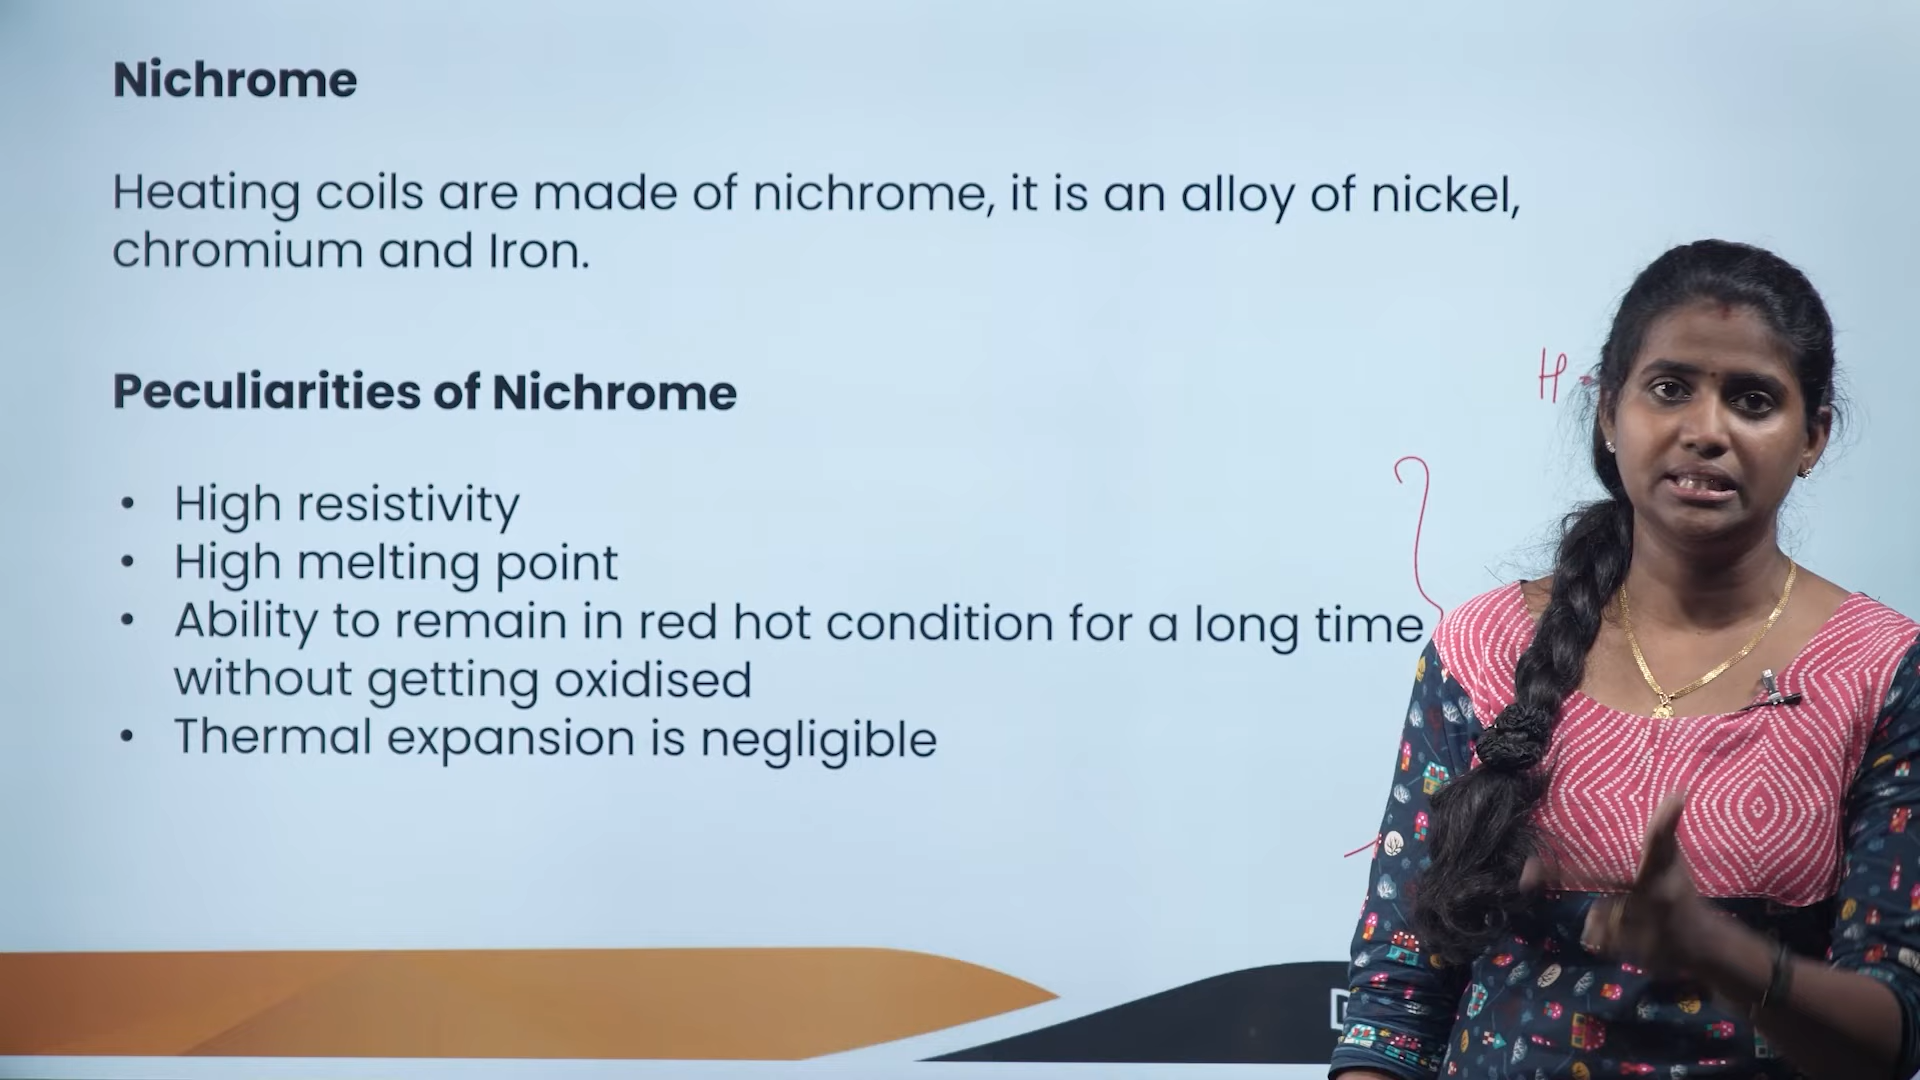 Nichrome
Heating coils are made of nichrome, it is an alloy of nickel,
chromium and Iron.
Peculiarities of Nichrome
H
• High resistivity
• High melting point
• Ability to remain in red hot condition for a long time
without getting oxidised
• Thermal expansion is negligible